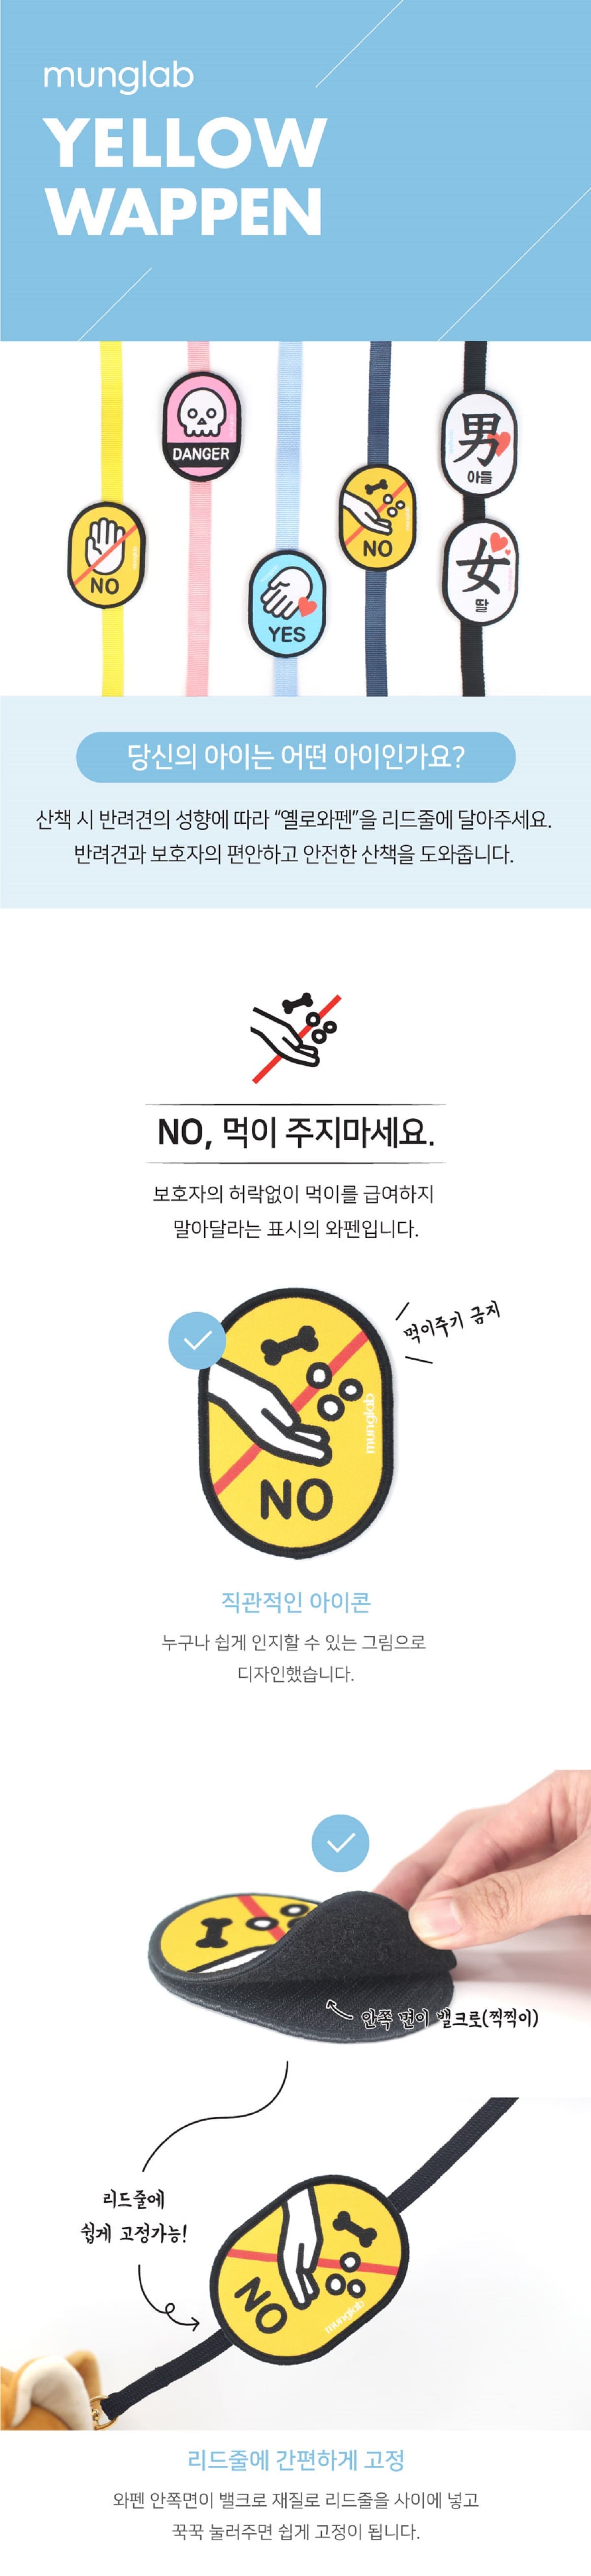 munglab
YELLOW
WAPPEN
DANGER
男
아들
NO
NO
女
딸
YES
당신의 아이는 어떤 아이인가요?
산책 시 반려견의 성향에 따라 “옐로와펜”을 리드줄에 달아주세요.
반려견과 보호자의 편안하고 안전한 산책을 도와줍니다.
NO, 먹이 주지마세요.
보호자의 허락없이 먹이를 급여하지
말아달라는 표시의 와펜입니다.
먹이주기 금지
munglab
NO
직관적인 아이콘
누구나 쉽게 인지할 수 있는 그림으로
디자인했습니다.
안쪽 면이 밸크로(찍찍이)
리드줄에
쉽게 고정가능!
NO
munglab
리드줄에 간편하게 고정
와펜 안쪽면이 밸크로 재질로 리드줄을 사이에 넣고
꾹꾹 눌러주면 쉽게 고정이 됩니다.